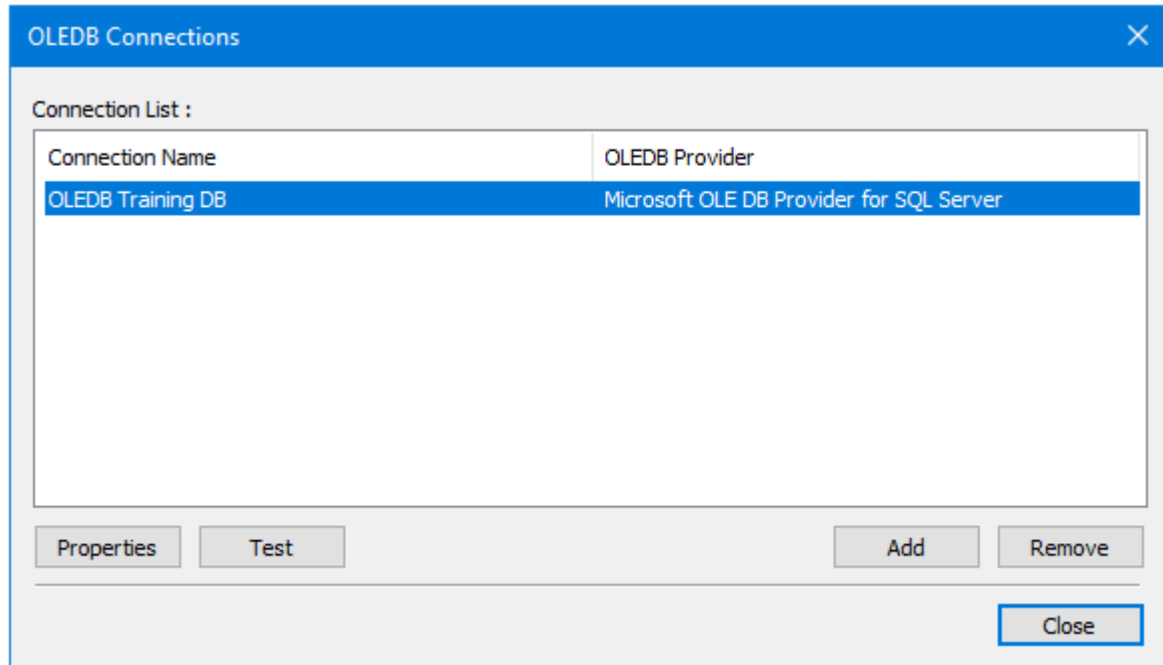 OLEDB Connections
Connection List :
Connection Name OLEDB Provider
OLEDB Training DB Microsoft OLE DB Provider for SQL Server
Properties Test Add Remove
Close